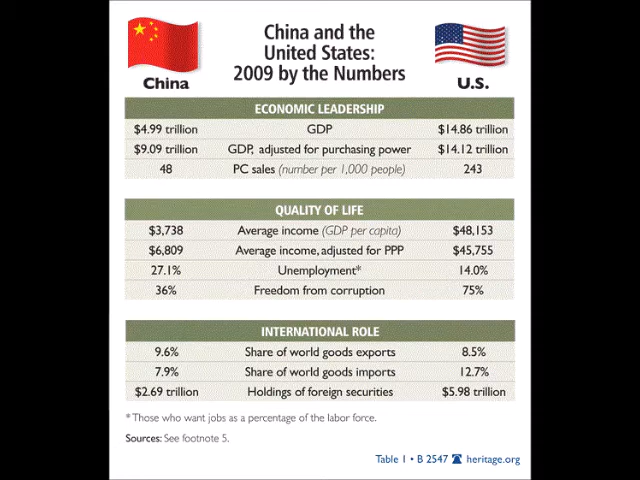 China and the
United States:
2009 by the Numbers
China
U.S.
ECONOMIC LEADERSHIP
$4.99 trillion GDP $14.86 trillion
$9.09 trillion GDP, adjusted for purchasing power $14.12 trillion
48 PC sales (number per 1,000 people) 243
QUALITY OF LIFE
$3,738 Average income (GDP per capita) $48,153
$6,809 Average income, adjusted for PPP $45,755
27.1% Unemployment* 14.0%
36% Freedom from corruption 75%
INTERNATIONAL ROLE
9.6% Share of world goods exports 8.5%
7.9% Share of world goods imports 12.7%
$2.69 trillion Holdings of foreign securities $5.98 trillion
* Those who want jobs as a percentage of the labor force.
Sources: See footnote 5.
Table 1 • B 2547 heritage.org